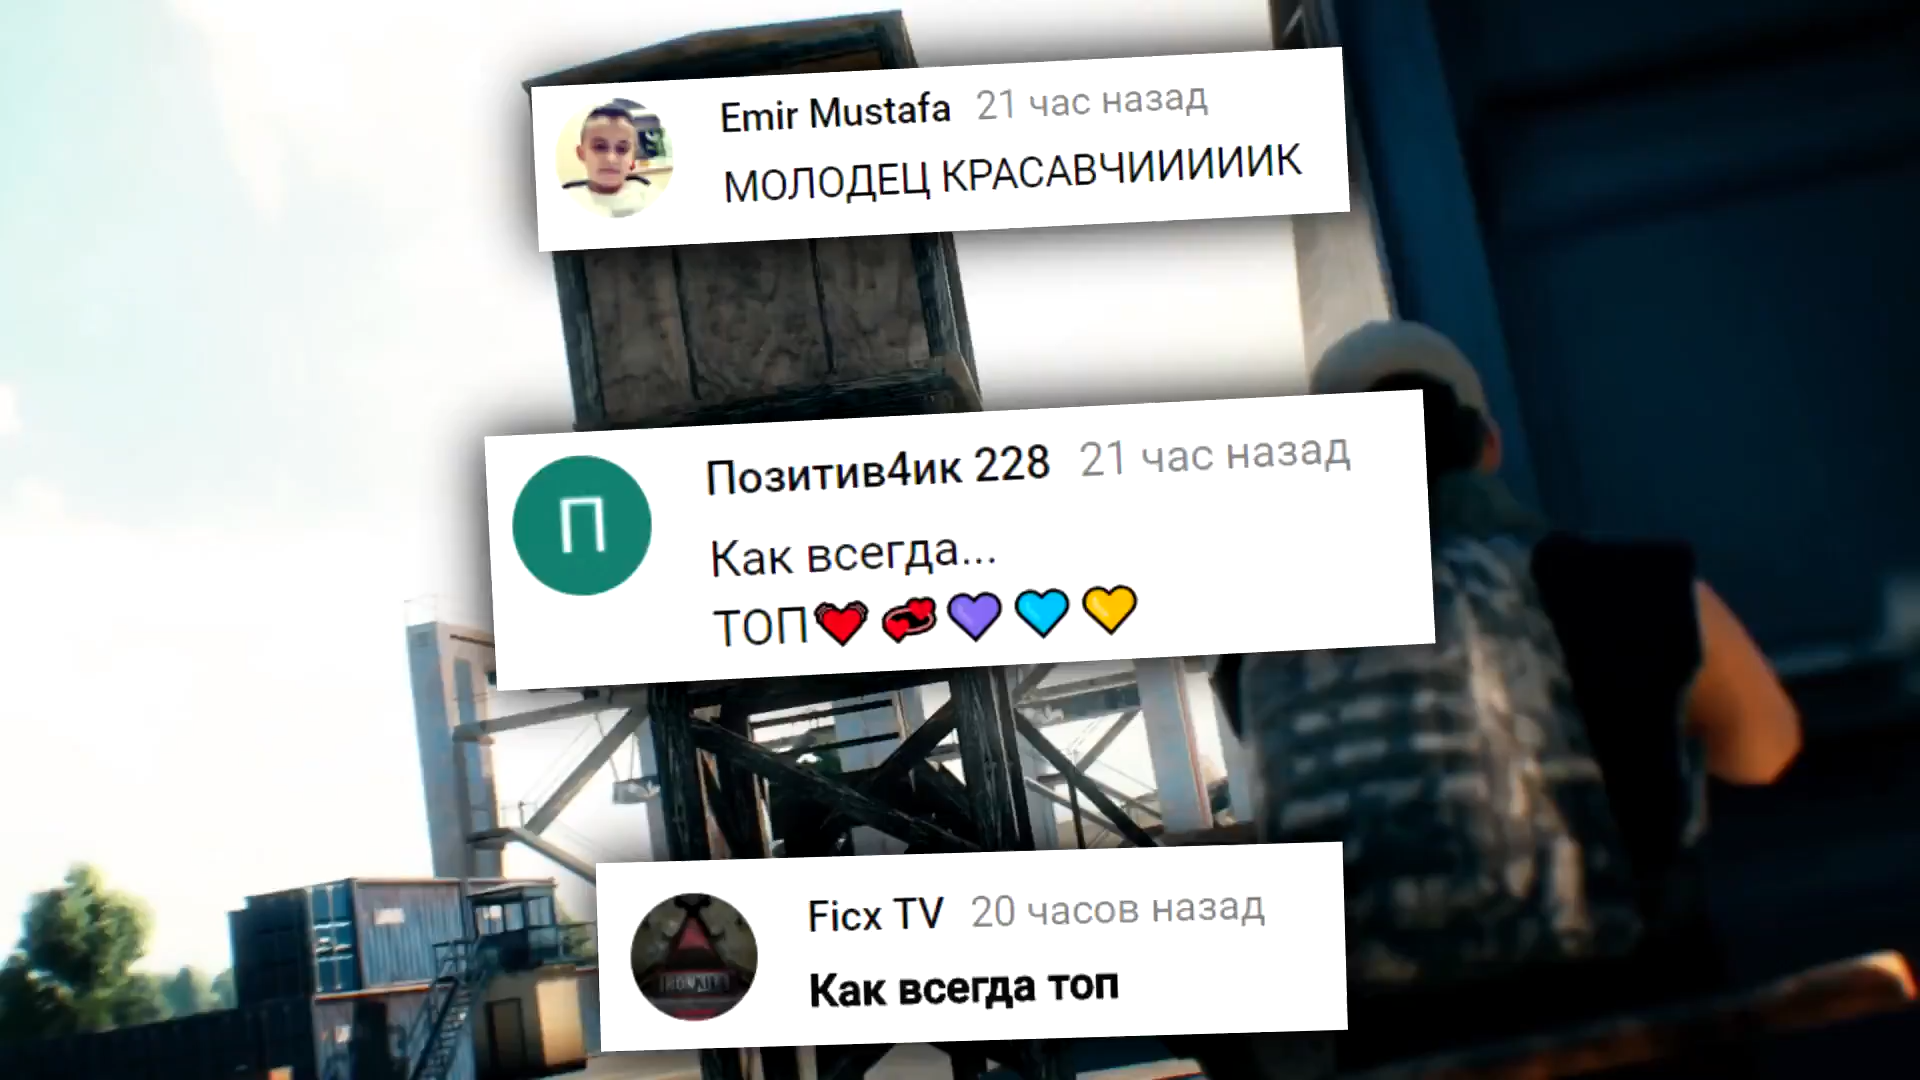 Emir Mustafa 21 час назад
МОЛОДЕЦ КРАСАВЧИИИИИК
П
Позитив4ик 228 21 час назад
Как всегда...
ТОП💓 💞 💜 💙 💛
Ficx TV 20 часов назад
Как всегда топ